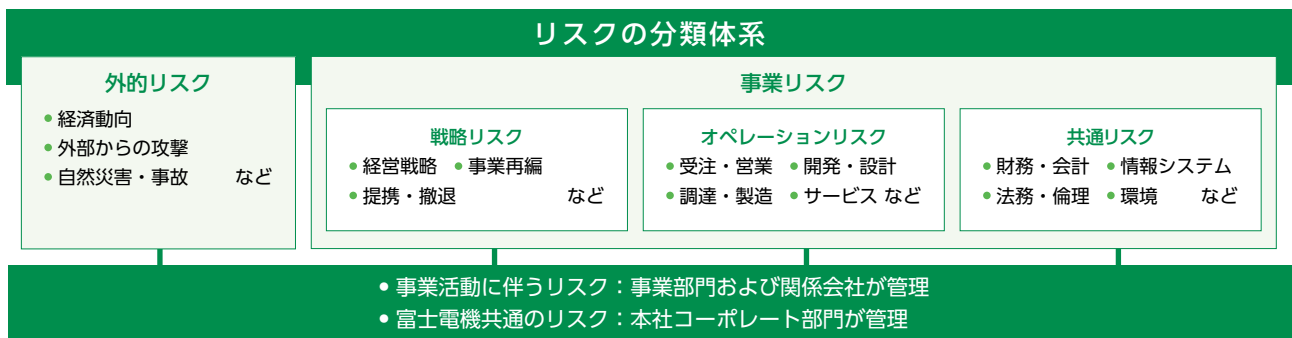 リスクの分類体系
外的リスク
• 経済動向
• 外部からの攻撃
• 自然災害・事故 など
事業リスク
戦略リスク
• 経営戦略 • 事業再編
• 提携・撤退 など
オペレーションリスク
• 受注・営業 • 開発・設計
• 調達・製造 • サービス など
共通リスク
• 財務・会計 • 情報システム
• 法務・倫理 • 環境 など
• 事業活動に伴うリスク：事業部門および関係会社が管理
• 富士電機共通のリスク：本社コーポレート部門が管理